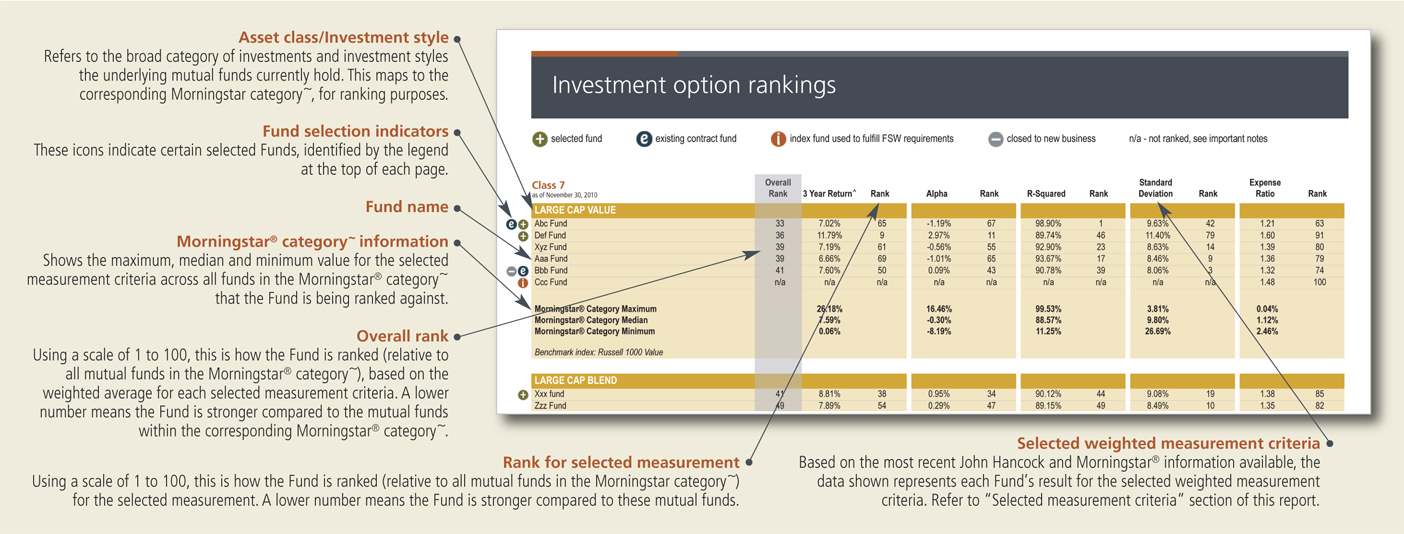 Asset class/Investment style
Refers to the broad category of investments and investment styles
the underlying mutual funds currently hold. This maps to the
corresponding Morningstar category~, for ranking purposes.
Fund selection indicators
These icons indicate certain selected Funds, identified by the legend
at the top of each page.
Fund name
Morningstar® category~ information
Shows the maximum, median and minimum value for the selected
measurement criteria across all funds in the Morningstar® category~
that the Fund is being ranked against.
Overall rank
Using a scale of 1 to 100, this is how the Fund is ranked (relative to
all mutual funds in the Morningstar® category~), based on the
weighted average for each selected measurement criteria. A lower
number means the Fund is stronger compared to the mutual funds
within the corresponding Morningstar® category~.
Rank for selected measurement
Using a scale of 1 to 100, this is how the Fund is ranked (relative to all mutual funds in the Morningstar category~)
for the selected measurement. A lower number means the Fund is stronger compared to these mutual funds.
Investment option rankings
+ selected fund e existing contract fund i index fund used to fulfill FSW requirements – closed to new business n/a - not ranked, see important notes
Class 7
as of November 30, 2010
Overall Rank 3 Year Return^ Rank Alpha Rank R-Squared Rank Standard Deviation Rank Expense Ratio Rank
LARGE CAP VALUE
e + Abc Fund 33 7.02% 65 -1.19% 67 98.90% 1 9.63% 42 1.21 63
+ Def Fund 36 11.79% 9 2.97% 11 89.74% 46 11.40% 79 1.60 91
Xyz Fund 39 7.19% 61 -0.56% 55 92.90% 23 8.63% 14 1.39 80
Aaa Fund 39 6.66% 69 -1.01% 65 93.67% 17 8.46% 9 1.36 79
– e Bbb Fund 41 7.60% 50 0.09% 43 90.78% 39 8.06% 3 1.32 74
i Ccc Fund n/a n/a n/a n/a n/a n/a n/a n/a n/a 1.48 100
Morningstar® Category Maximum 26.18% 16.46% 99.53% 3.81% 0.04%
Morningstar® Category Median 7.59% -0.30% 88.57% 9.80% 1.12%
Morningstar® Category Minimum 0.06% -8.19% 11.25% 26.69% 2.46%
Benchmark index: Russell 1000 Value
LARGE CAP BLEND
+ Xxx fund 41 8.81% 38 0.95% 34 90.12% 44 9.08% 19 1.38 85
Zzz Fund 49 7.89% 54 0.29% 47 89.15% 49 8.49% 10 1.35 82
Selected weighted measurement criteria
Based on the most recent John Hancock and Morningstar® information available, the
data shown represents each Fund's result for the selected weighted measurement
criteria. Refer to “Selected measurement criteria” section of this report.